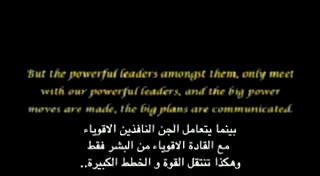 But the powerful leaders amongst them, only meet
with our powerful leaders, and the big power
moves are made, the big plans are communicated.
بينما يتعامل الجن النافذين الاقوياء
مع القادة الاقوياء من البشر فقط
وهكذا تنتقل القوة و الخطط الكبيرة..